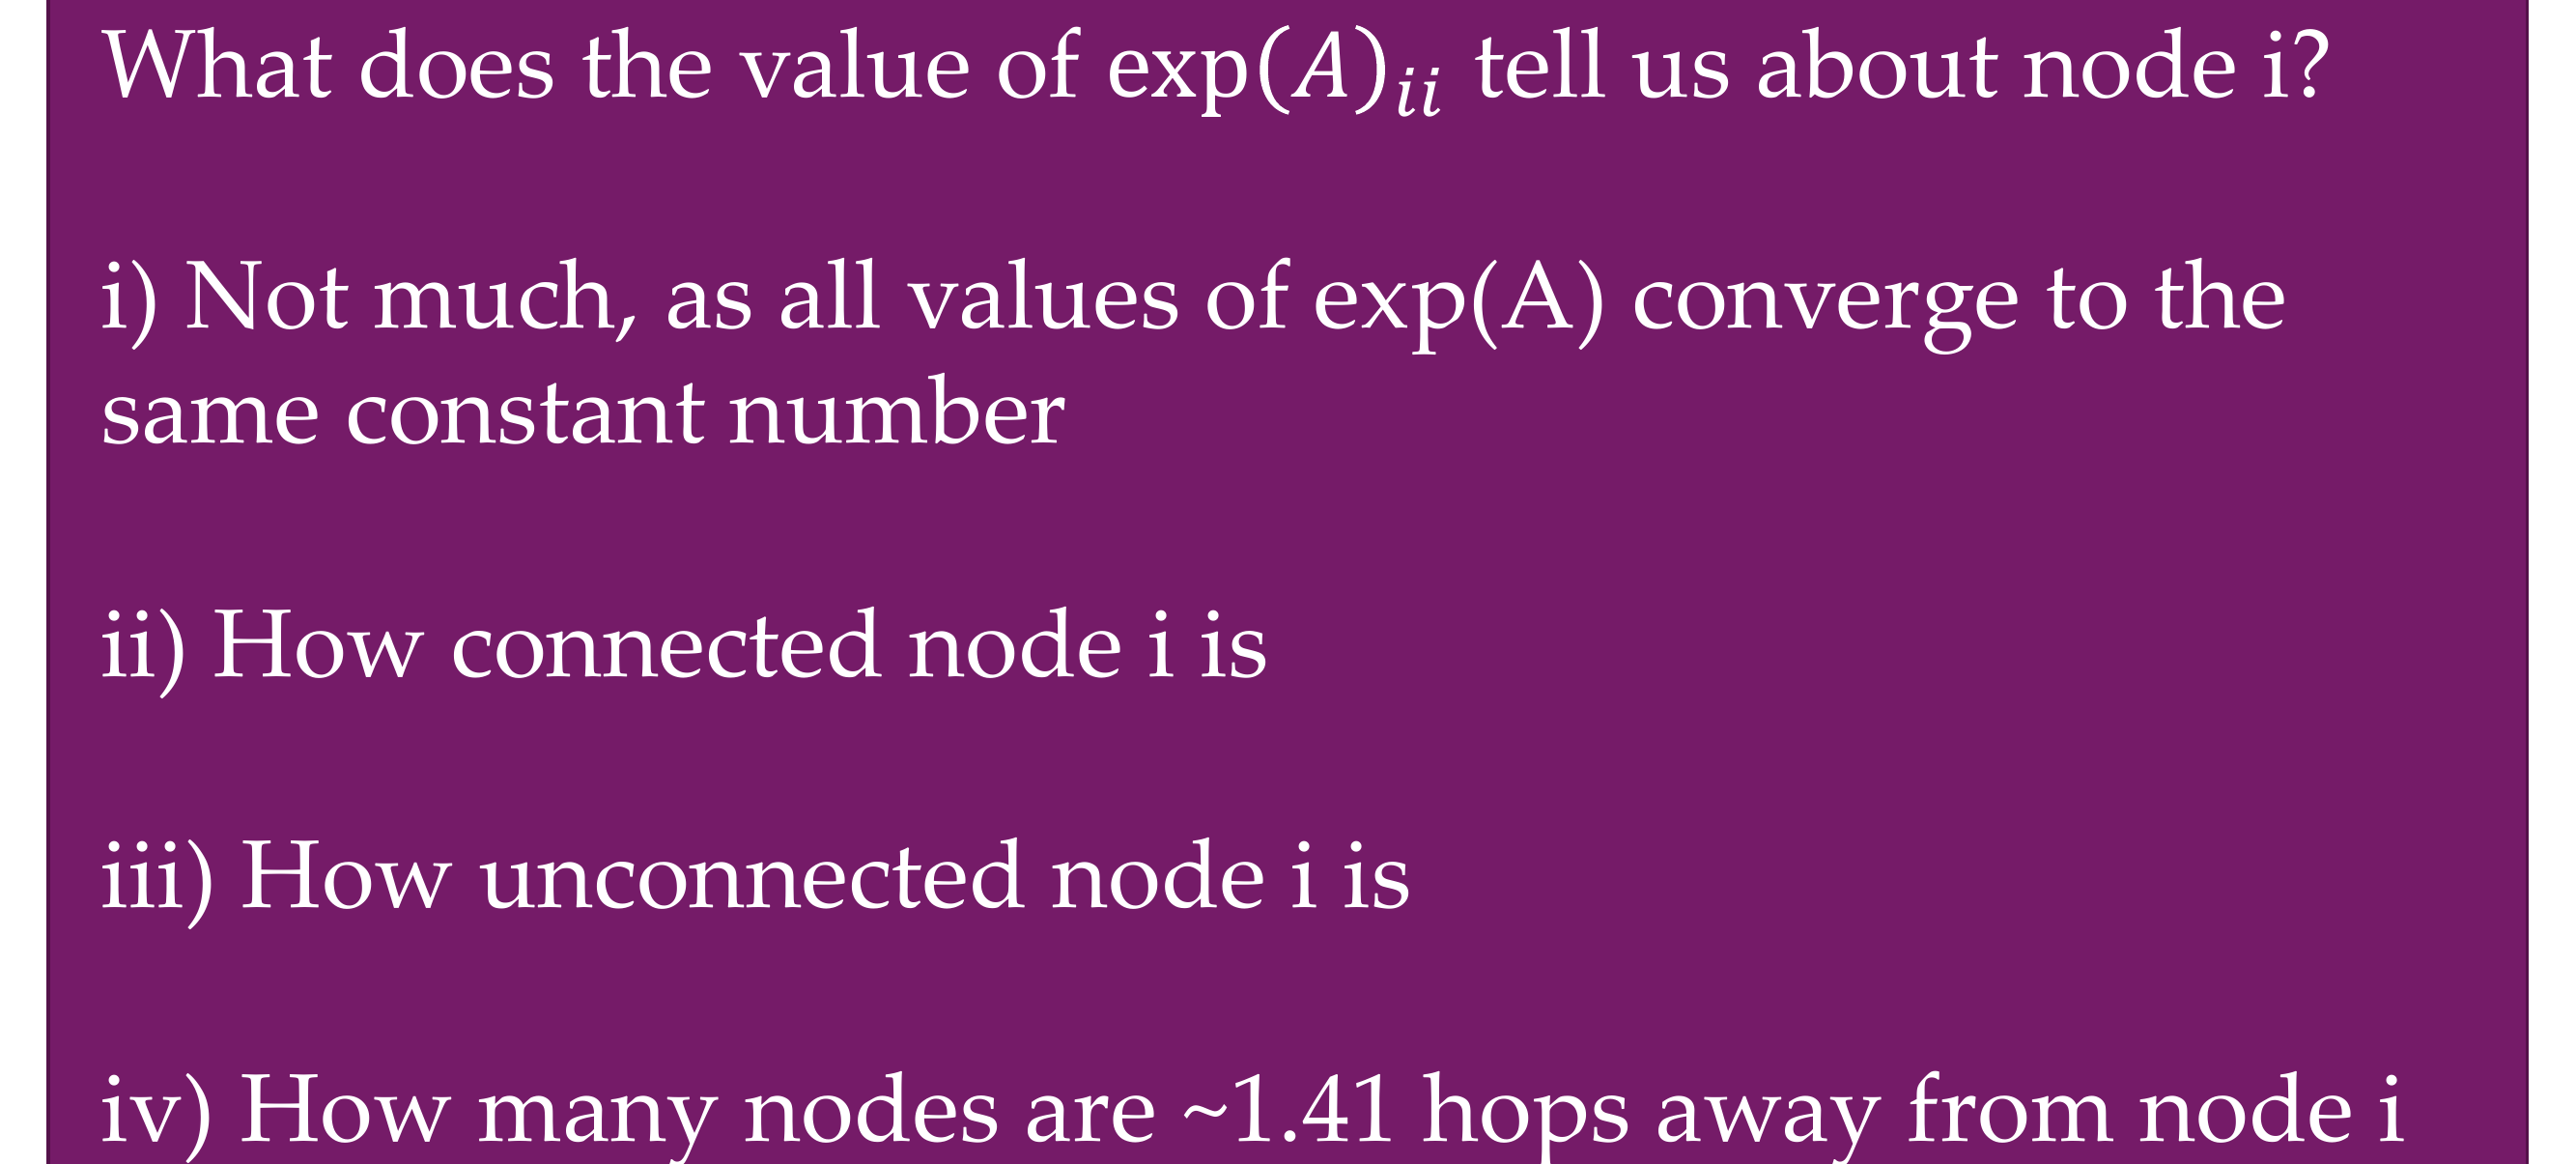 What does the value of exp(𝐴)ᵢᵢ tell us about node i?
i) Not much, as all values of exp(A) converge to the
same constant number
ii) How connected node i is
iii) How unconnected node i is
iv) How many nodes are ~1.41 hops away from node i